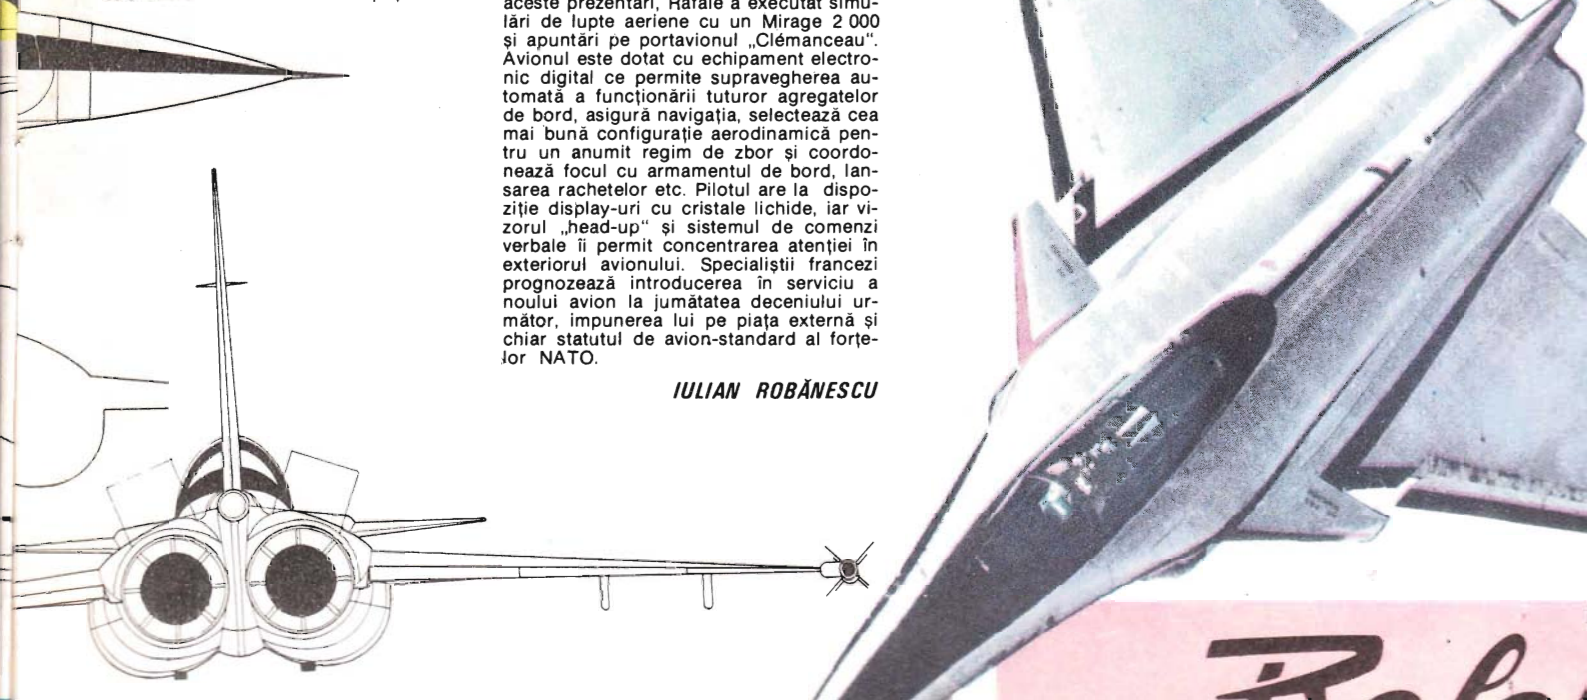 aceste prezentări, Rafale a executat simu-
lări de lupte aeriene cu un Mirage 2 000
și apuntări pe portavionul „Clémanceau“.
Avionul este dotat cu echipament electro-
nic digital ce permite supravegherea au-
tomată a funcționării tuturor agregatelor
de bord, asigură navigația, selectează cea
mai bună configurație aerodinamică pen-
tru un anumit regim de zbor și coordo-
nează focul cu armamentul de bord, lan-
sarea rachetelor etc. Pilotul are la dispo-
ziție display-uri cu cristale lichide, iar vi-
zorul „head-up“ și sistemul de comenzi
verbale îi permit concentrarea atenției în
exteriorul avionului. Specialiștii francezi
prognozează introducerea în serviciu a
noului avion la jumătatea deceniului ur-
mător, impunerea lui pe piața externă și
chiar statutul de avion-standard al forțe-
lor NATO.
IULIAN ROBĂNESCU